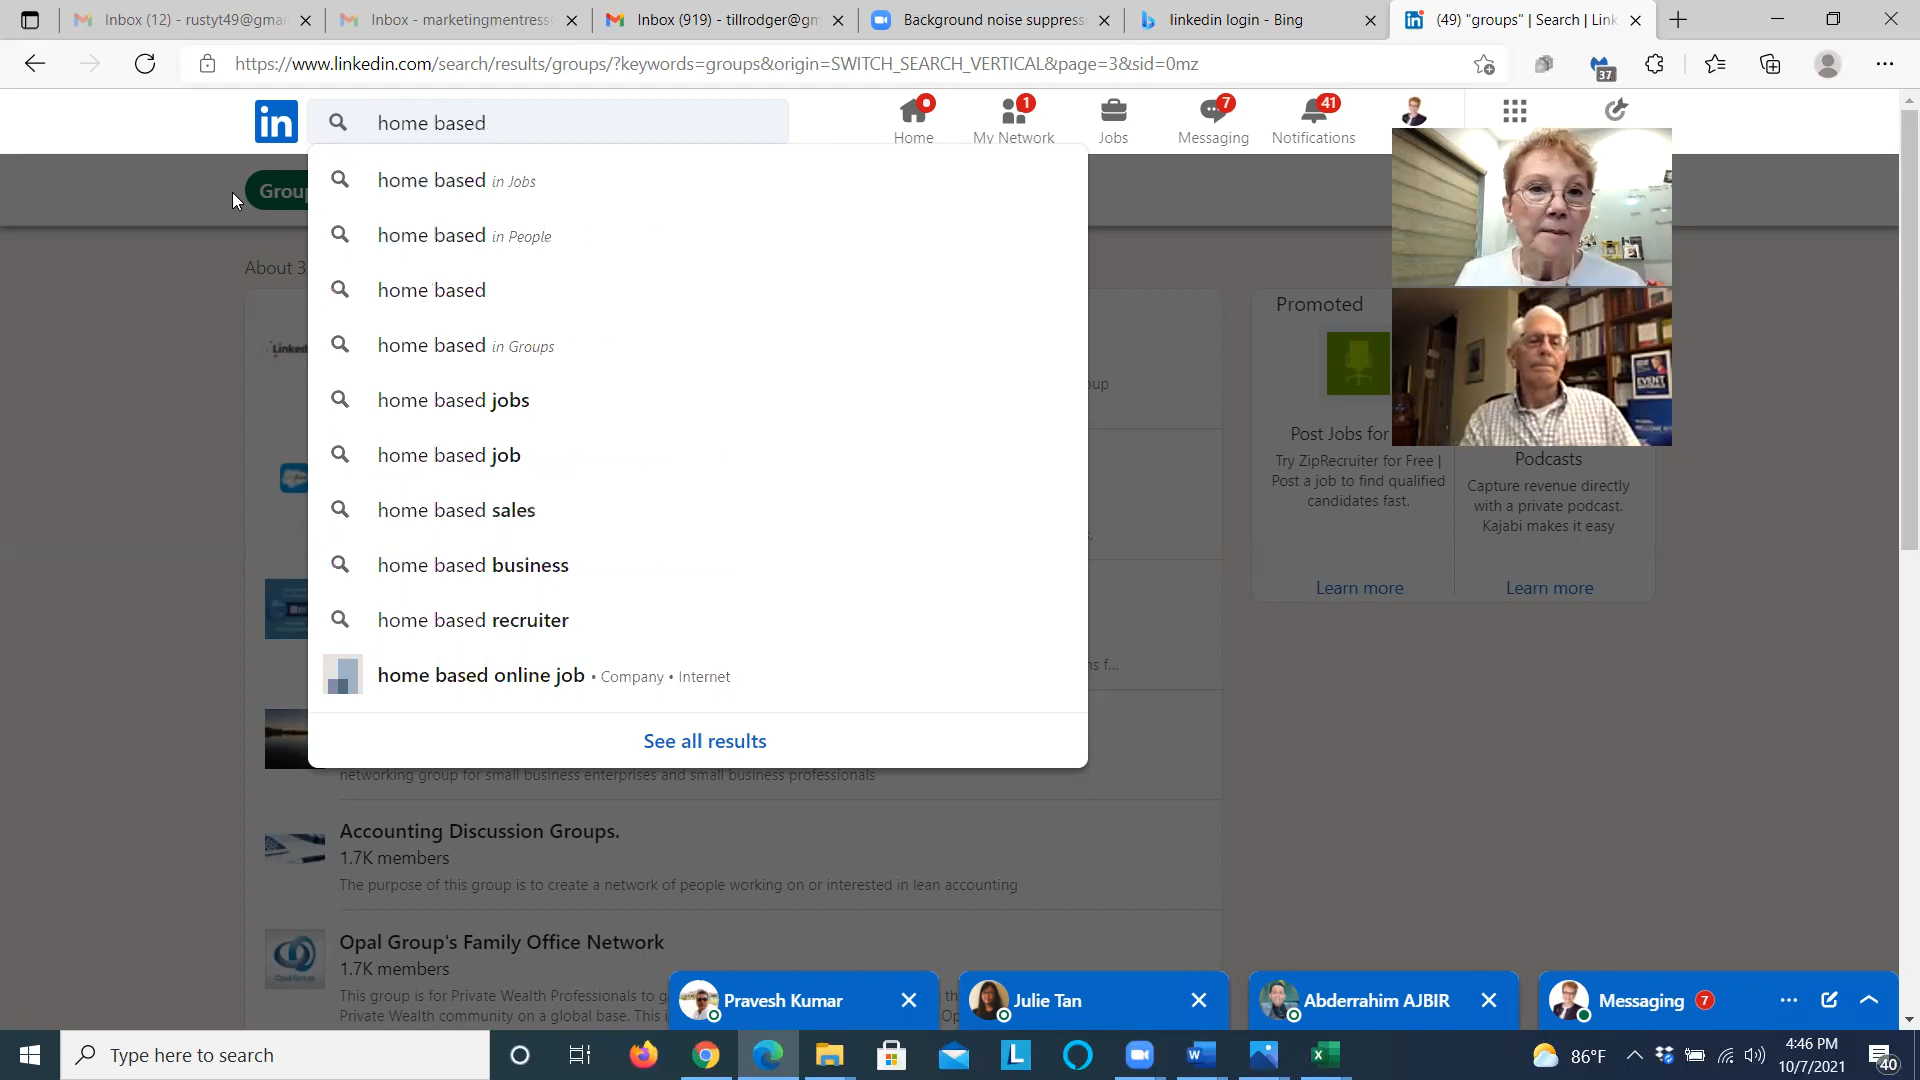 Inbox (12) - rustyt49@gmai
Inbox - marketingmentress
Inbox (919) - tillrodger@gm
Background noise suppress
linkedin login - Bing
(49) "groups" | Search | Link
https://www.linkedin.com/search/results/groups/?keywords=groups&origin=SWITCH_SEARCH_VERTICAL&page=3&sid=0mz
37
in
home based
Home
1
My Network
Jobs
7
Messaging
41
Notifications
Group
home based in Jobs
home based in People
home based
home based in Groups
home based jobs
home based job
home based sales
home based business
home based recruiter
home based online job • Company • Internet
See all results
About 3
Linked
Promoted
Post Jobs for
Try ZipRecruiter for Free |
Post a job to find qualified
candidates fast.
Learn more
Podcasts
Capture revenue directly
with a private podcast.
Kajabi makes it easy
Learn more
EVENT
networking group for small business enterprises and small business professionals
Accounting Discussion Groups.
1.7K members
The purpose of this group is to create a network of people working on or interested in lean accounting
Opal Group's Family Office Network
1.7K members
This group is for Private Wealth Professionals to g
Private Wealth community on a global base. This i
Pravesh Kumar
Julie Tan
Abderrahim AJBIR
Messaging 7
Type here to search
86°F
4:46 PM
10/7/2021
40